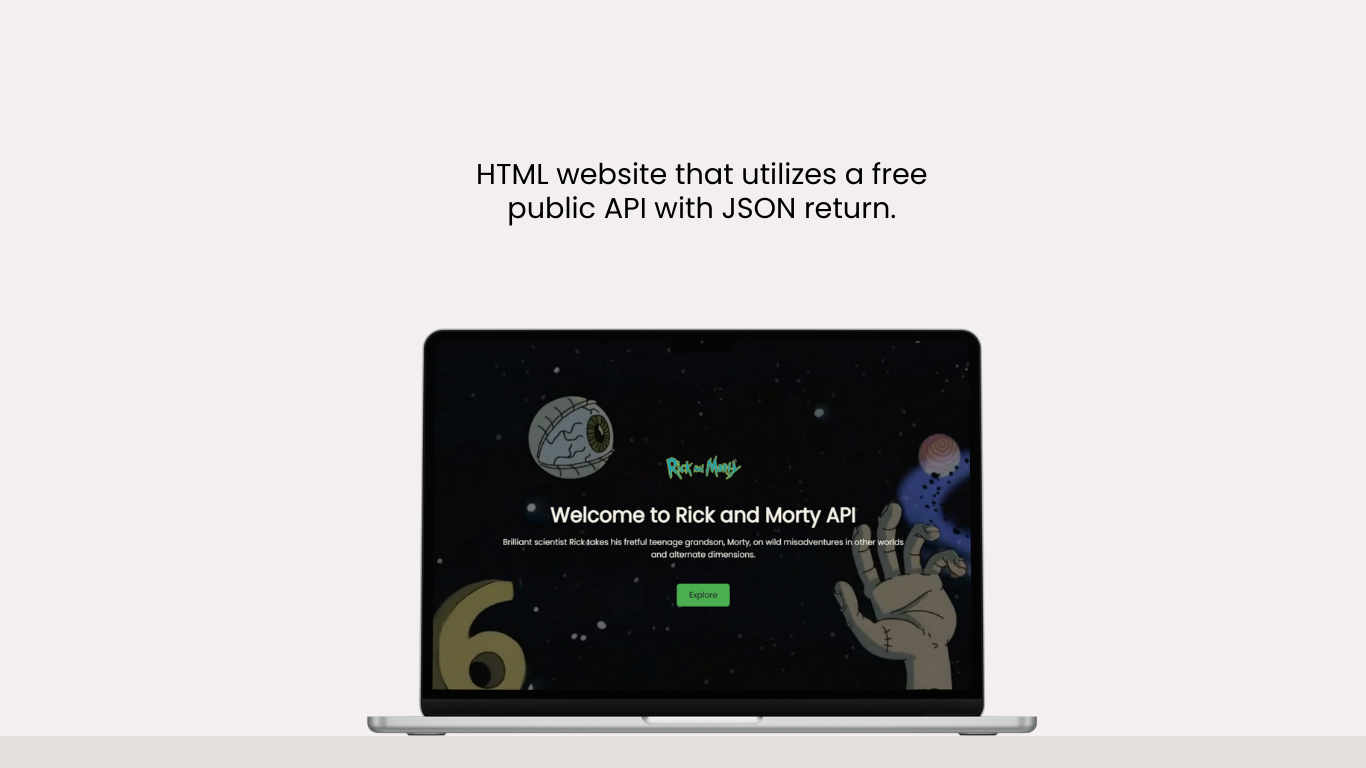 HTML website that utilizes a free
public API with JSON return.
Rick and Morty
Welcome to Rick and Morty API
Brilliant scientist Rick takes his fretful teenage grandson, Morty, on wild misadventures in other worlds
and alternate dimensions.
Explore
6